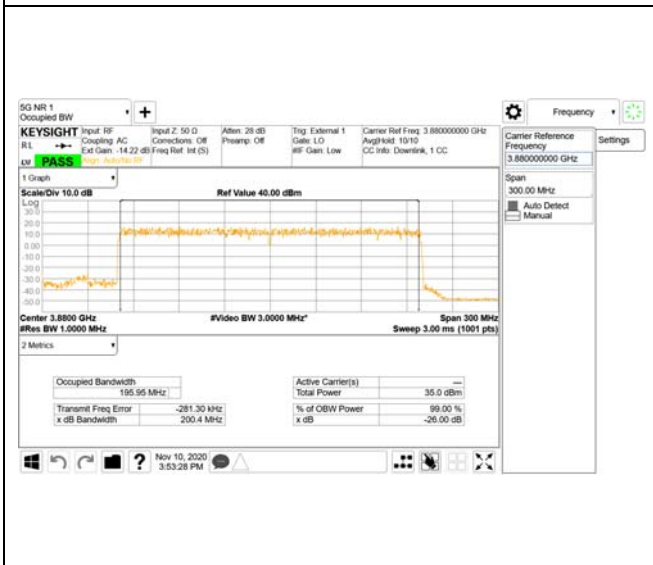 5G NR 1
Occupied BW
+
Frequency
KEYSIGHT
RL
PASS
Input: RF
Coupling: AC
Ext Gain: -14.22 dB
Align: Auto/No RF
Input Z: 50 Ω
Corrections: Off
Freq Ref: Int (S)
Atten: 28 dB
Preamp: Off
Trig: External 1
Gate: LO
#IF Gain: Low
Carrier Ref Freq: 3.880000000 GHz
Avg|Hold: 10/10
CC Info: Downlink, 1 CC
Carrier Reference
Frequency
3.880000000 GHz
Settings
Span
300.00 MHz
Auto Detect
Manual
1 Graph
Scale/Div 10.0 dB
Ref Value 40.00 dBm
Log
30.0
20.0
10.0
0.00
-10.0
-20.0
-30.0
-40.0
-50.0
Center 3.8800 GHz
#Video BW 3.0000 MHz*
Span 300 MHz
#Res BW 1.0000 MHz
Sweep 3.00 ms (1001 pts)
2 Metrics
Occupied Bandwidth
195.95 MHz
Active Carrier(s)
---
Total Power
35.0 dBm
Transmit Freq Error
-281.30 kHz
% of OBW Power
99.00 %
x dB Bandwidth
200.4 MHz
x dB
-26.00 dB
?
Nov 10, 2020
3:53:28 PM